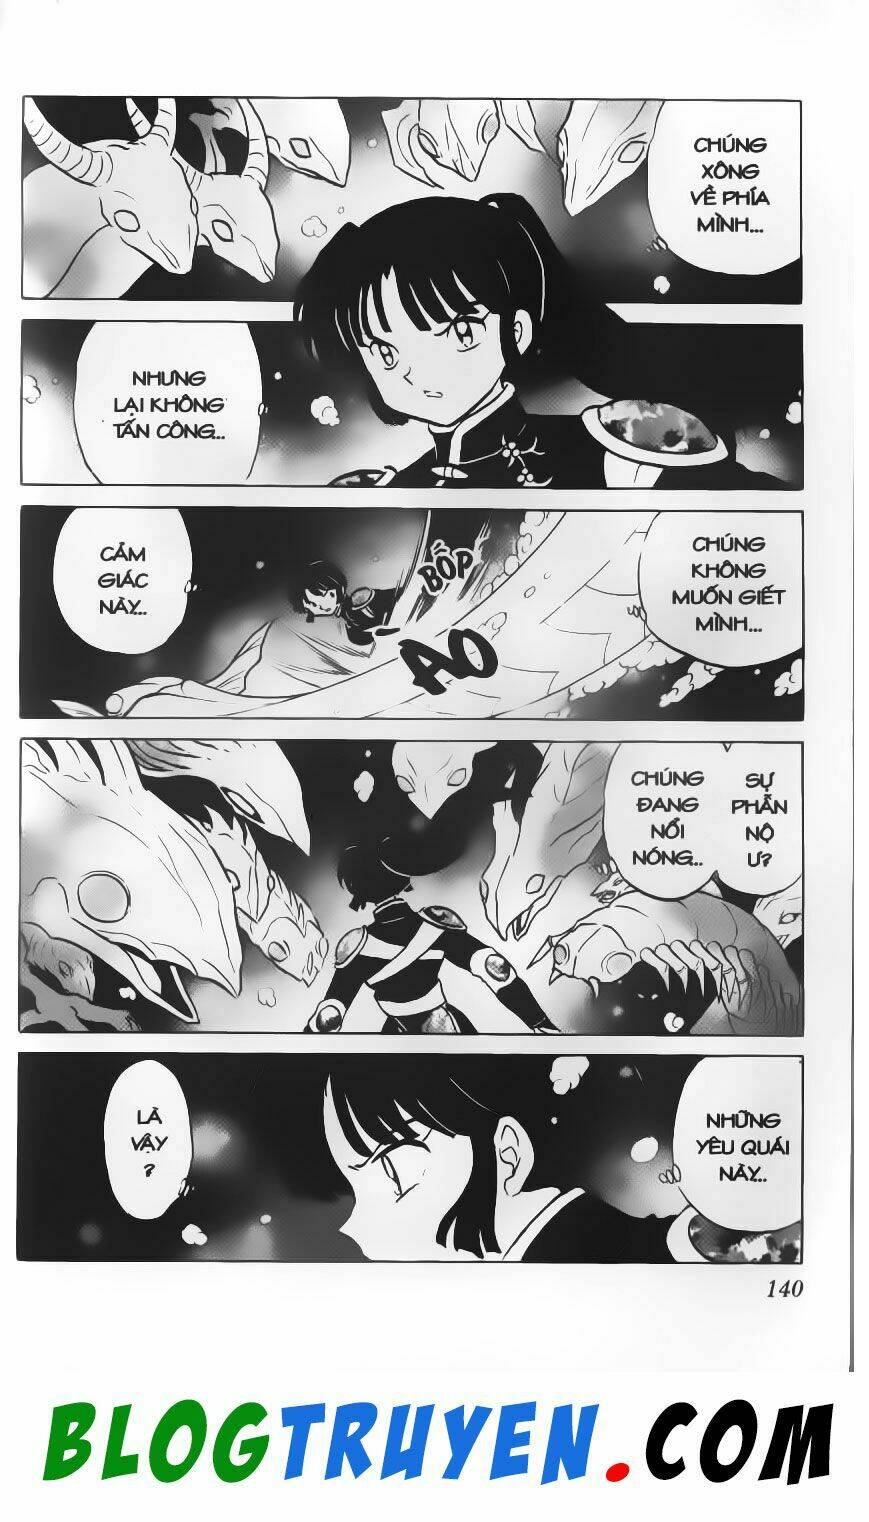 CHÚNG
XÔNG
VỀ PHÍA
MÌNH...
NHƯNG
LẠI KHÔNG
TẤN CÔNG...
CHÚNG
KHÔNG
MUỐN GIẾT
MÌNH...
BỐP
AO
CẢM
GIÁC
NÀY...
SỰ
PHẪN
NỘ
Ư?
CHÚNG
ĐANG
NỔI
NÓNG...
NHỮNG
YÊU QUÁI
NÀY...
LÀ
VẬY
?
140
BLOGTRUYEN.COM